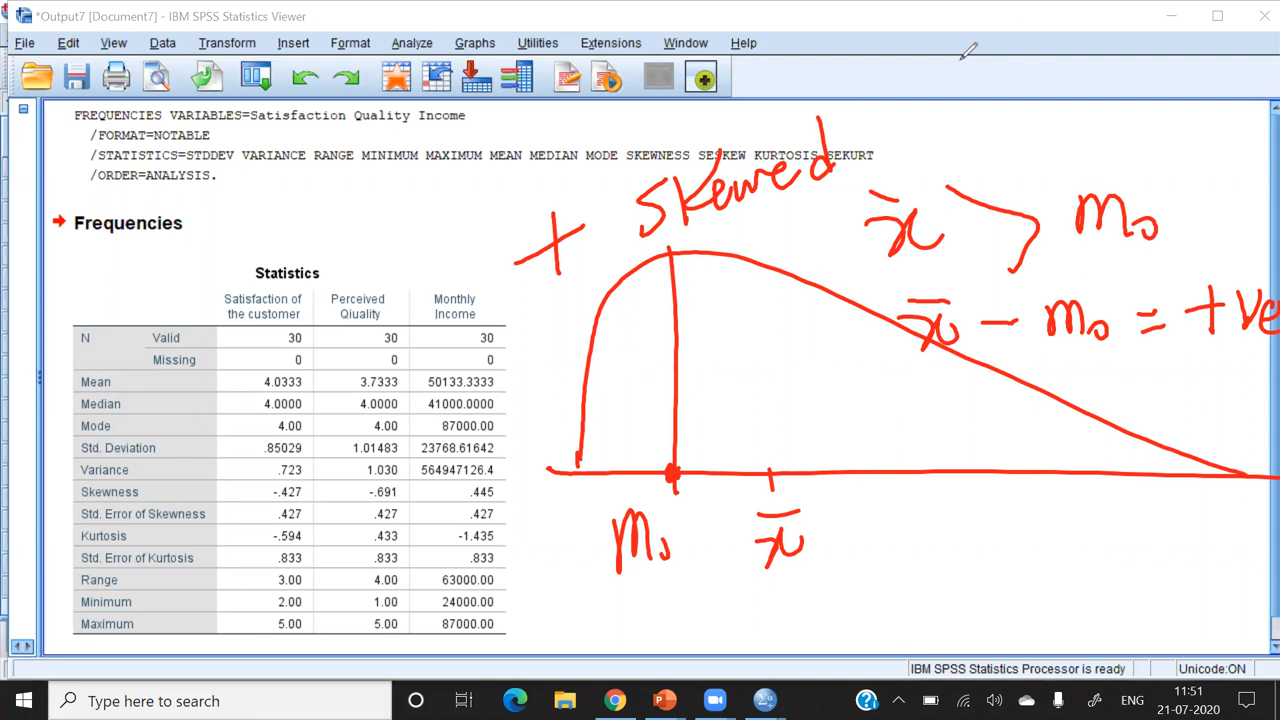 *Output7 [Document7] - IBM SPSS Statistics Viewer
File Edit View Data Transform Insert Format Analyze Graphs Utilities Extensions Window Help
FREQUENCIES VARIABLES=Satisfaction Quality Income
/FORMAT=NOTABLE
/STATISTICS=STDDEV VARIANCE RANGE MINIMUM MAXIMUM MEAN MEDIAN MODE SKEWNESS SESKEW KURTOSIS SEKURT
/ORDER=ANALYSIS.
+ Skewed
x̄ > Mo
x̄ - Mo = +ve
Frequencies
Statistics
Satisfaction of the customer Perceived Qiuality Monthly Income
N Valid 30 30 30
Missing 0 0 0
Mean 4.0333 3.7333 50133.3333
Median 4.0000 4.0000 41000.0000
Mode 4.00 4.00 87000.00
Std. Deviation .85029 1.01483 23768.61642
Variance .723 1.030 564947126.4
Skewness -.427 -.691 .445
Std. Error of Skewness .427 .427 .427
Kurtosis -.594 .433 -1.435
Std. Error of Kurtosis .833 .833 .833
Range 3.00 4.00 63000.00
Minimum 2.00 1.00 24000.00
Maximum 5.00 5.00 87000.00
Mo x̄
IBM SPSS Statistics Processor is ready Unicode:ON
Type here to search
ENG
11:51
21-07-2020